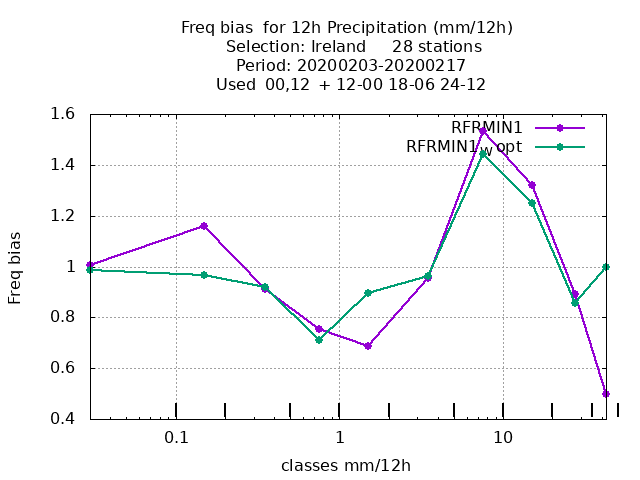 Freq bias  for 12h Precipitation (mm/12h)
Selection: Ireland     28 stations
Period: 20200203-20200217
Used  00,12  + 12-00 18-06 24-12
1.6
1.4
1.2
1
0.8
0.6
0.4
Freq bias
RFRMIN1
RFRMIN1w opt
0.1
1
10
classes mm/12h